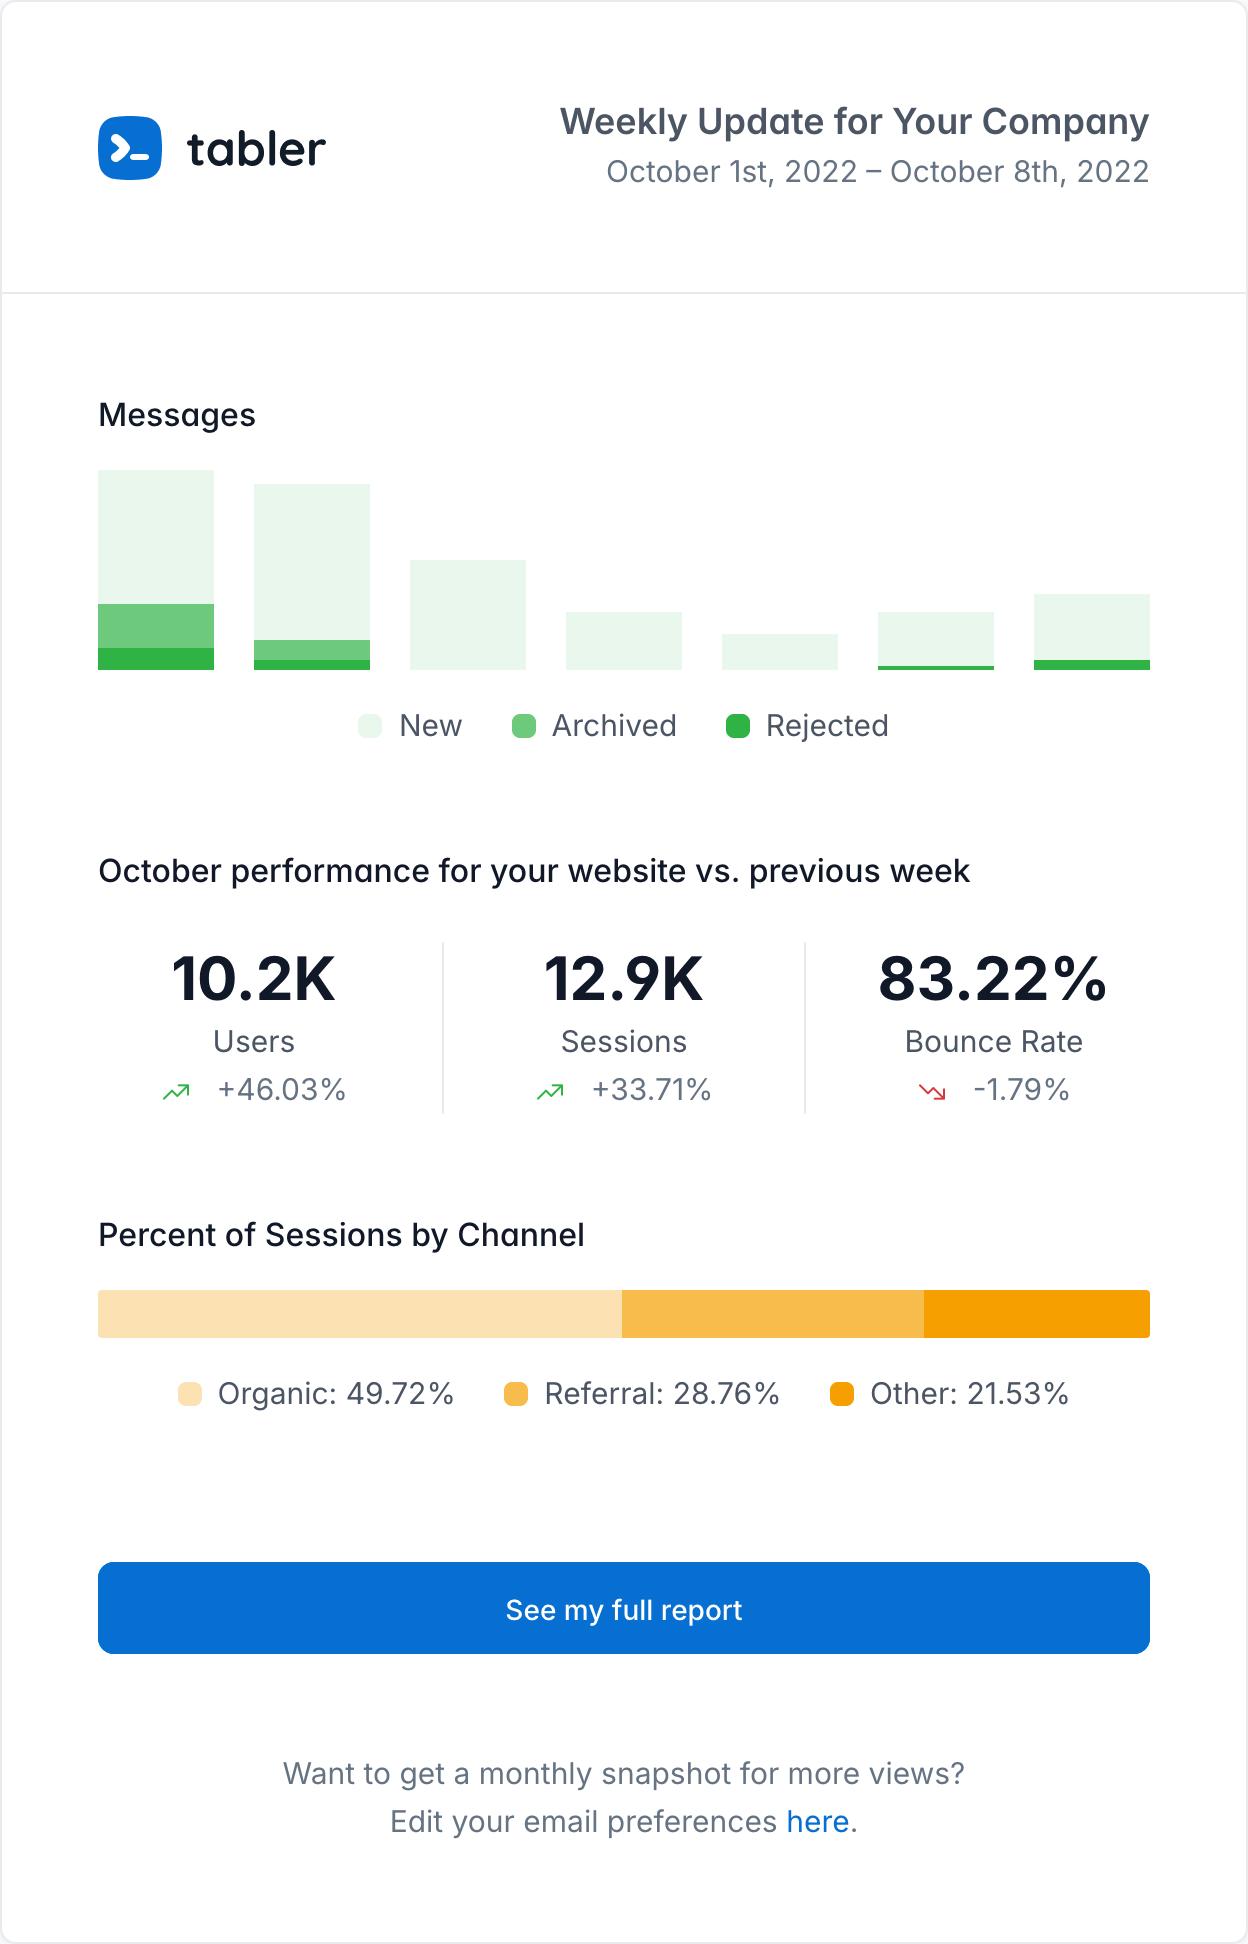 tabler
Weekly Update for Your Company
October 1st, 2022 – October 8th, 2022
Messages
New
Archived
Rejected
October performance for your website vs. previous week
10.2K
Users
+46.03%
12.9K
Sessions
+33.71%
83.22%
Bounce Rate
-1.79%
Percent of Sessions by Channel
Organic: 49.72%
Referral: 28.76%
Other: 21.53%
See my full report
Want to get a monthly snapshot for more views?
Edit your email preferences here.